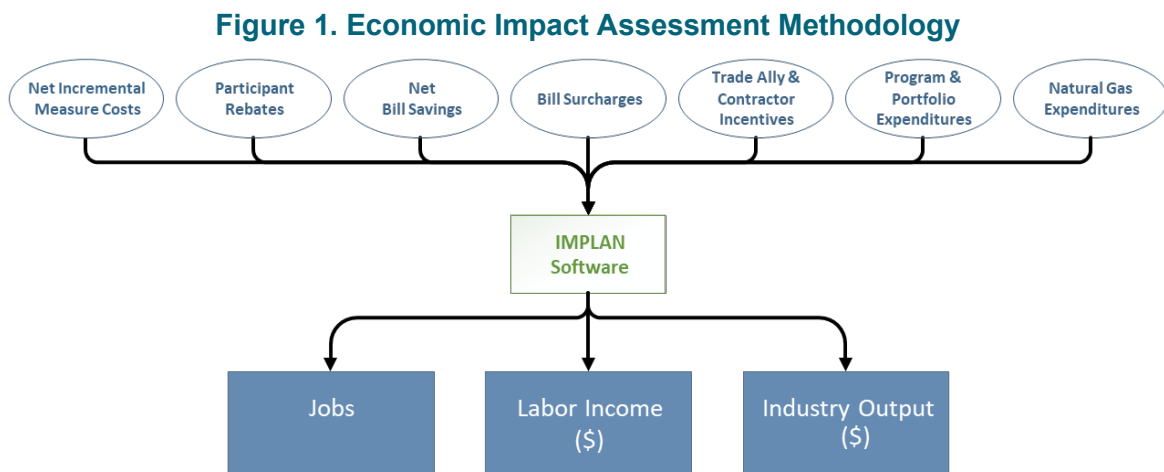 Figure 1. Economic Impact Assessment Methodology
Net Incremental
Measure Costs
Participant
Rebates
Net
Bill Savings
Bill Surcharges
Trade Ally &
Contractor
Incentives
Program &
Portfolio
Expenditures
Natural Gas
Expenditures
IMPLAN
Software
Jobs
Labor Income
($)
Industry Output
($)